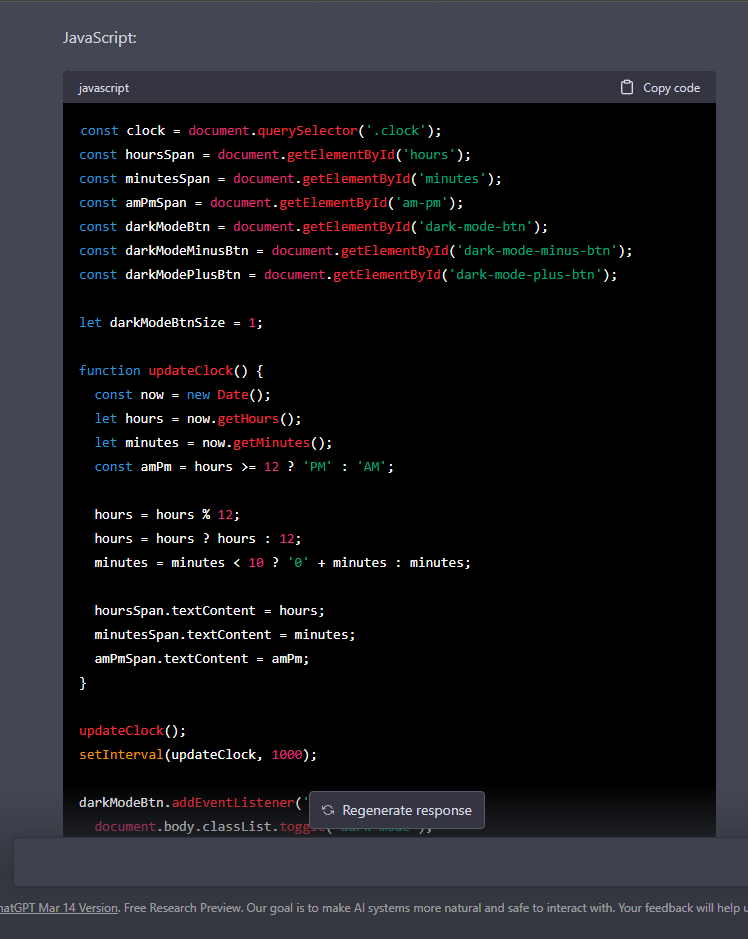 JavaScript:
javascript
Copy code
const clock = document.querySelector('.clock');
const hoursSpan = document.getElementById('hours');
const minutesSpan = document.getElementById('minutes');
const amPmSpan = document.getElementById('am-pm');
const darkModeBtn = document.getElementById('dark-mode-btn');
const darkModeMinusBtn = document.getElementById('dark-mode-minus-btn');
const darkModePlusBtn = document.getElementById('dark-mode-plus-btn');
let darkModeBtnSize = 1;
function updateClock() {
  const now = new Date();
  let hours = now.getHours();
  let minutes = now.getMinutes();
  const amPm = hours >= 12 ? 'PM' : 'AM';
  hours = hours % 12;
  hours = hours ? hours : 12;
  minutes = minutes < 10 ? '0' + minutes : minutes;
  hoursSpan.textContent = hours;
  minutesSpan.textContent = minutes;
  amPmSpan.textContent = amPm;
}
updateClock();
setInterval(updateClock, 1000);
darkModeBtn.addEventListener('
Regenerate response
  document.body.classList.toggle('dark-mode');
hatGPT Mar 14 Version. Free Research Preview. Our goal is to make AI systems more natural and safe to interact with. Your feedback will help u